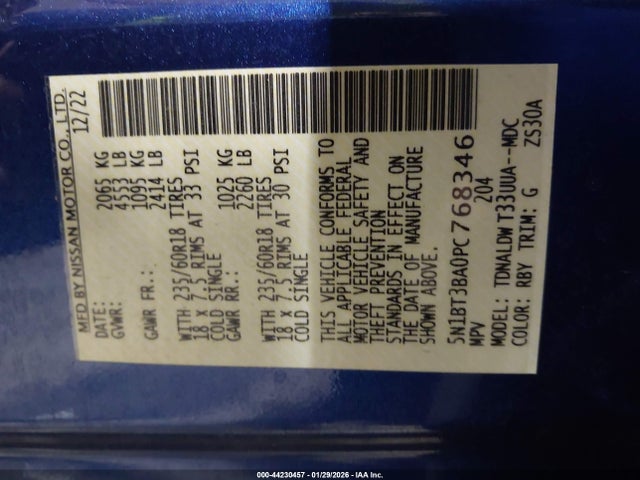 MFD BY NISSAN MOTOR CO., LTD.
DATE: 12/22
GVWR: 2065 KG
4553 LB
GAWR FR.: 1095 KG
2414 LB
WITH 235/60R18 TIRES
18 X 7.5 RIMS AT 33 PSI
COLD SINGLE
GAWR RR.: 1025 KG
2260 LB
WITH 235/60R18 TIRES
18 X 7.5 RIMS AT 30 PSI
COLD SINGLE
THIS VEHICLE CONFORMS TO
ALL APPLICABLE FEDERAL
MOTOR VEHICLE SAFETY AND
THEFT PREVENTION
STANDARDS IN EFFECT ON
THE DATE OF MANUFACTURE
SHOWN ABOVE.
5N1BT3BA0PC768346
MPV 204
MODEL: TDNALDW T33UUA--MDC
COLOR: RBY TRIM: G ZS30A
000-44230457 - 01/29/2026 - IAA Inc.